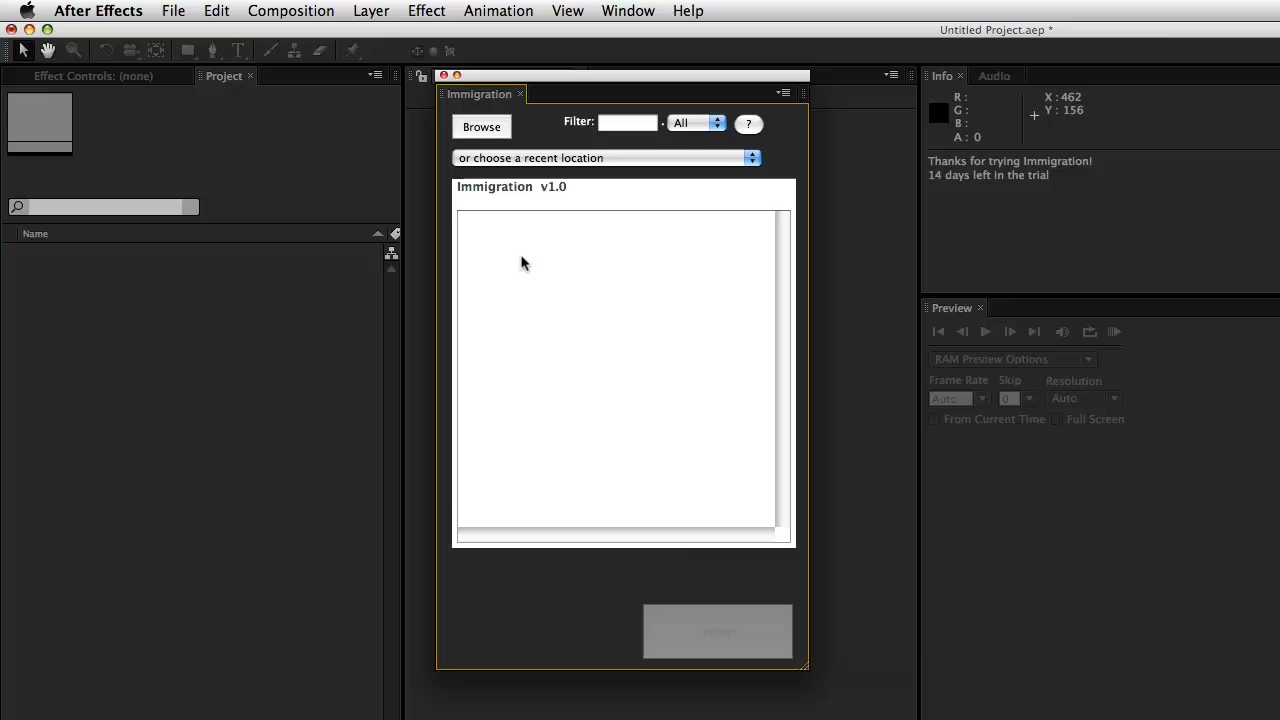 After Effects File Edit Composition Layer Effect Animation View Window Help
Untitled Project.aep *
Effect Controls: (none)
Project
Name
Immigration
Browse
Filter:
. All
?
or choose a recent location
Immigration v1.0
Info
Audio
R :
G :
B :
A : 0
X : 462
Y : 156
Thanks for trying Immigration!
14 days left in the trial
Preview
RAM Preview Options
Frame Rate Skip Resolution
Auto 0 Auto
From Current Time Full Screen